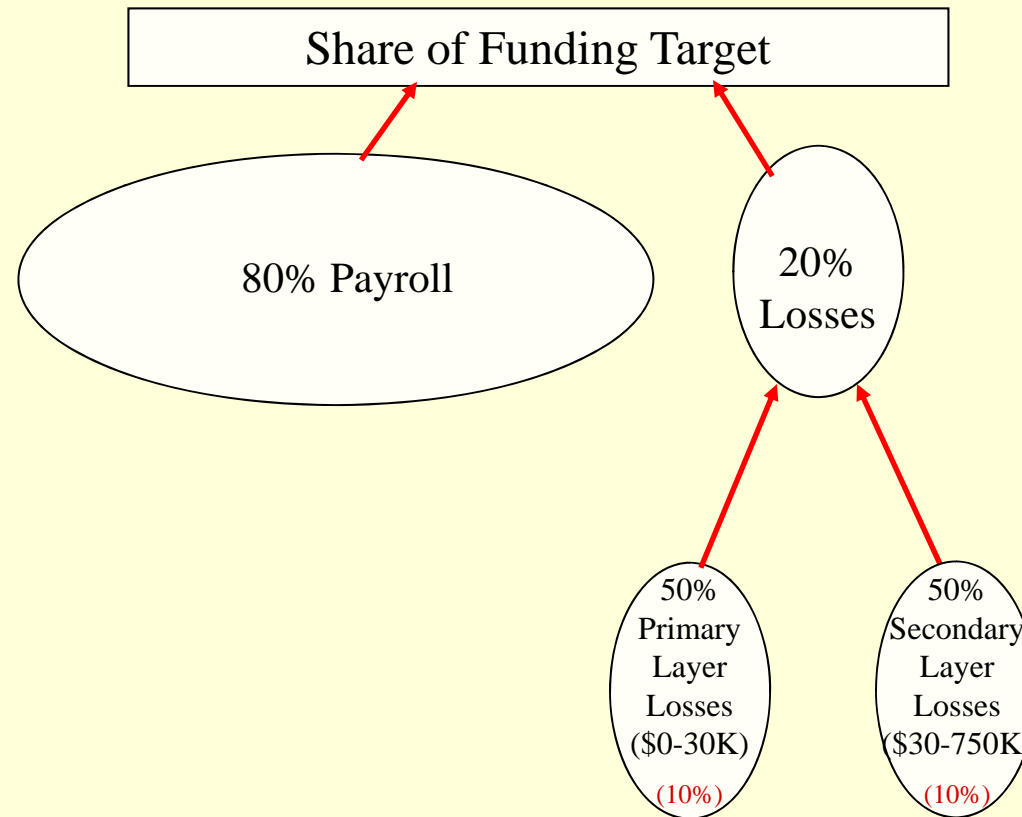 Share of Funding Target
80% Payroll
20%
Losses
50%
Primary
Layer
Losses
($0-30K)
(10%)
50%
Secondary
Layer
Losses
($30-750K
(10%)